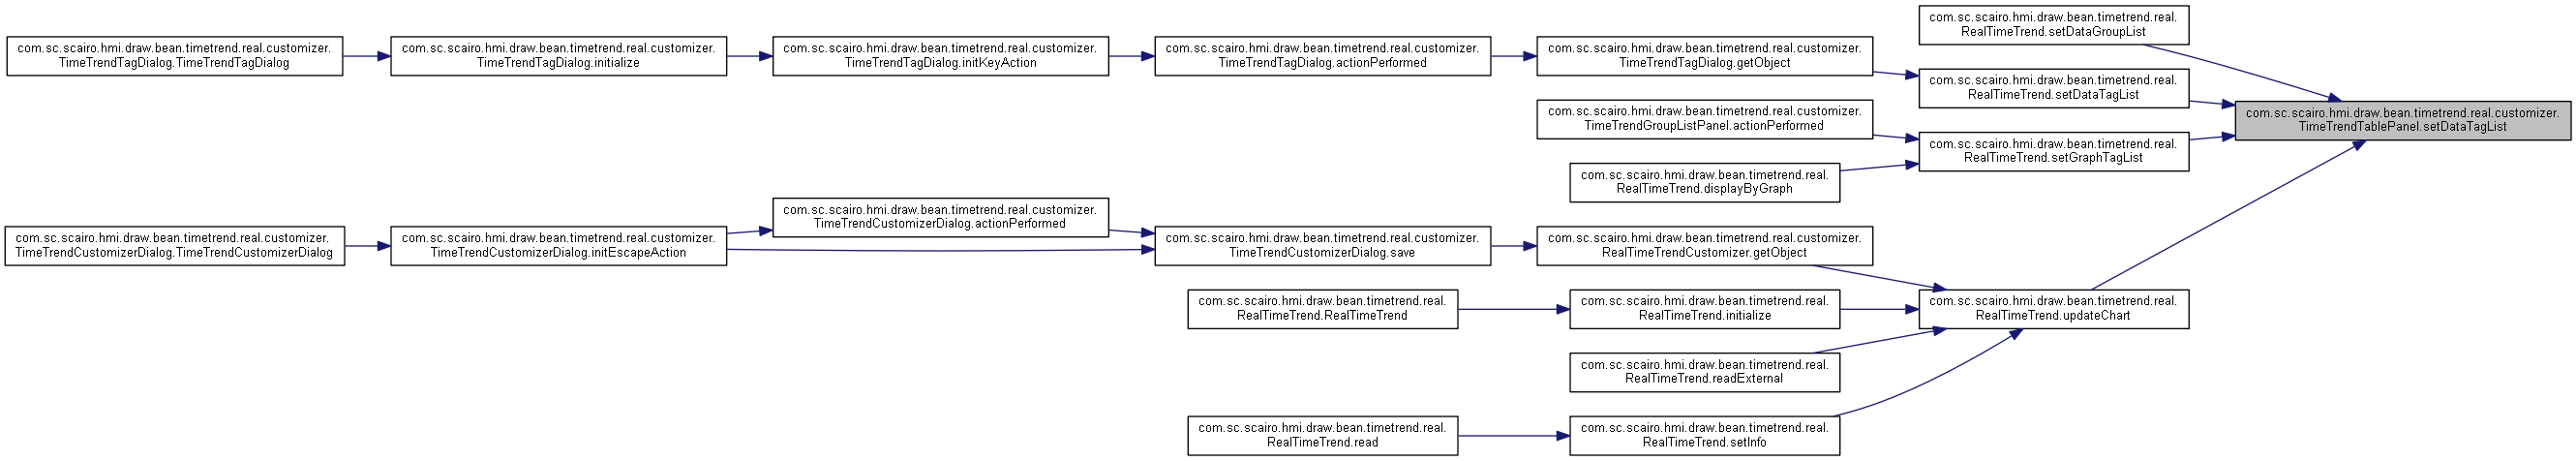 com.sc.scairo.hmi.draw.bean.timetrend.real.customizer.
TimeTrendTagDialog.TimeTrendTagDialog
com.sc.scairo.hmi.draw.bean.timetrend.real.customizer.
TimeTrendTagDialog.initialize
com.sc.scairo.hmi.draw.bean.timetrend.real.customizer.
TimeTrendTagDialog.initKeyAction
com.sc.scairo.hmi.draw.bean.timetrend.real.customizer.
TimeTrendTagDialog.actionPerformed
com.sc.scairo.hmi.draw.bean.timetrend.real.customizer.
TimeTrendTagDialog.getObject
com.sc.scairo.hmi.draw.bean.timetrend.real.
RealTimeTrend.setDataGroupList
com.sc.scairo.hmi.draw.bean.timetrend.real.
RealTimeTrend.setDataTagList
com.sc.scairo.hmi.draw.bean.timetrend.real.customizer.
TimeTrendTablePanel.setDataTagList
com.sc.scairo.hmi.draw.bean.timetrend.real.customizer.
TimeTrendGroupListPanel.actionPerformed
com.sc.scairo.hmi.draw.bean.timetrend.real.
RealTimeTrend.setGraphTagList
com.sc.scairo.hmi.draw.bean.timetrend.real.
RealTimeTrend.displayByGraph
com.sc.scairo.hmi.draw.bean.timetrend.real.customizer.
TimeTrendCustomizerDialog.actionPerformed
com.sc.scairo.hmi.draw.bean.timetrend.real.customizer.
TimeTrendCustomizerDialog.TimeTrendCustomizerDialog
com.sc.scairo.hmi.draw.bean.timetrend.real.customizer.
TimeTrendCustomizerDialog.initEscapeAction
com.sc.scairo.hmi.draw.bean.timetrend.real.customizer.
TimeTrendCustomizerDialog.save
com.sc.scairo.hmi.draw.bean.timetrend.real.customizer.
RealTimeTrendCustomizer.getObject
com.sc.scairo.hmi.draw.bean.timetrend.real.
RealTimeTrend.RealTimeTrend
com.sc.scairo.hmi.draw.bean.timetrend.real.
RealTimeTrend.initialize
com.sc.scairo.hmi.draw.bean.timetrend.real.
RealTimeTrend.updateChart
com.sc.scairo.hmi.draw.bean.timetrend.real.
RealTimeTrend.readExternal
com.sc.scairo.hmi.draw.bean.timetrend.real.
RealTimeTrend.read
com.sc.scairo.hmi.draw.bean.timetrend.real.
RealTimeTrend.setInfo